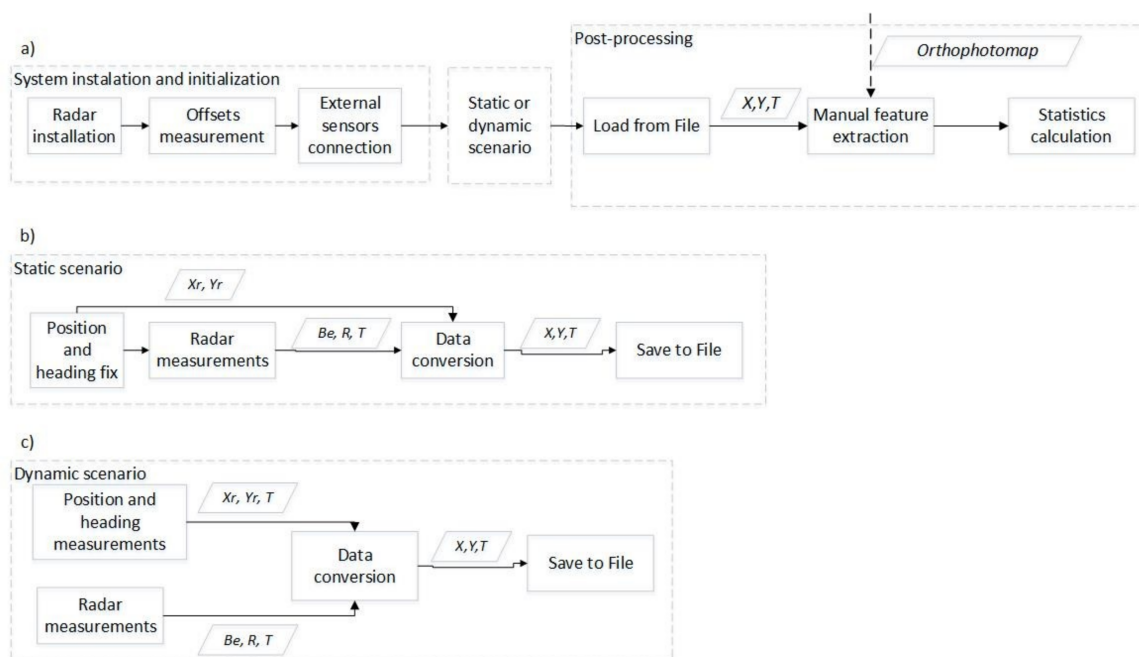 a)
System instalation and initialization
Radar
installation
Offsets
measurement
External
sensors
connection
Static or
dynamic
scenario
Post-processing
Orthophotomap
Load from File
X,Y,T
Manual feature
extraction
Statistics
calculation
b)
Static scenario
Xr, Yr
Position
and
heading fix
Radar
measurements
Be, R, T
Data
conversion
X,Y,T
Save to File
c)
Dynamic scenario
Position and
heading
measurements
Xr, Yr, T
Radar
measurements
Be, R, T
Data
conversion
X,Y,T
Save to File